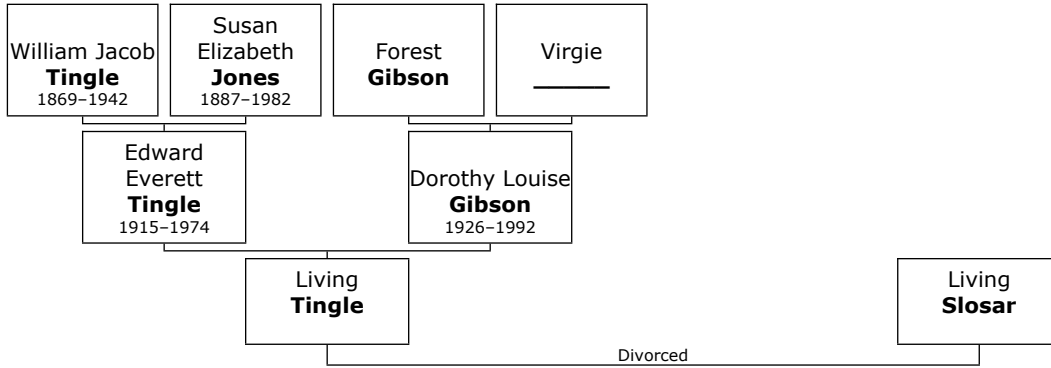 William Jacob
Tingle
1869–1942
Susan
Elizabeth
Jones
1887–1982
Forest
Gibson
Virgie
______
Edward
Everett
Tingle
1915–1974
Dorothy Louise
Gibson
1926–1992
Living
Tingle
Living
Slosar
Divorced